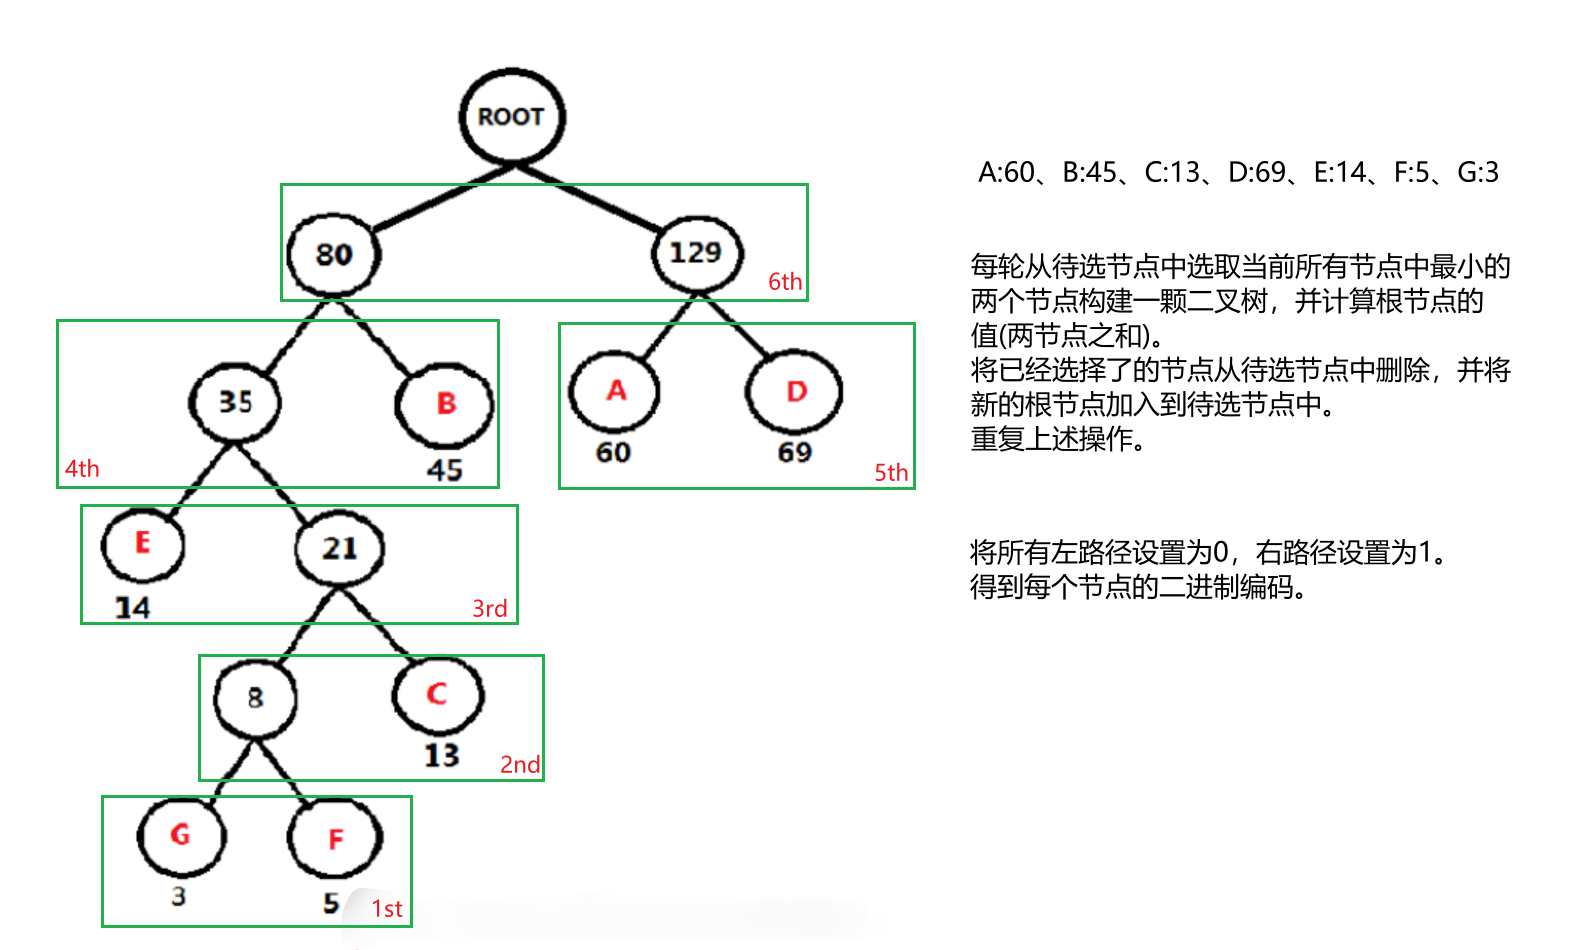 ROOT
A:60、B:45、C:13、D:69、E:14、F:5、G:3
80
129
6th
每轮从待选节点中选取当前所有节点中最小的
两个节点构建一颗二叉树，并计算根节点的
值(两节点之和)。
将已经选择了的节点从待选节点中删除，并将
新的根节点加入到待选节点中。
重复上述操作。
35
B
A
D
45
60
69
4th
5th
E
21
14
3rd
将所有左路径设置为0，右路径设置为1。
得到每个节点的二进制编码。
8
C
13
2nd
G
F
3
5
1st